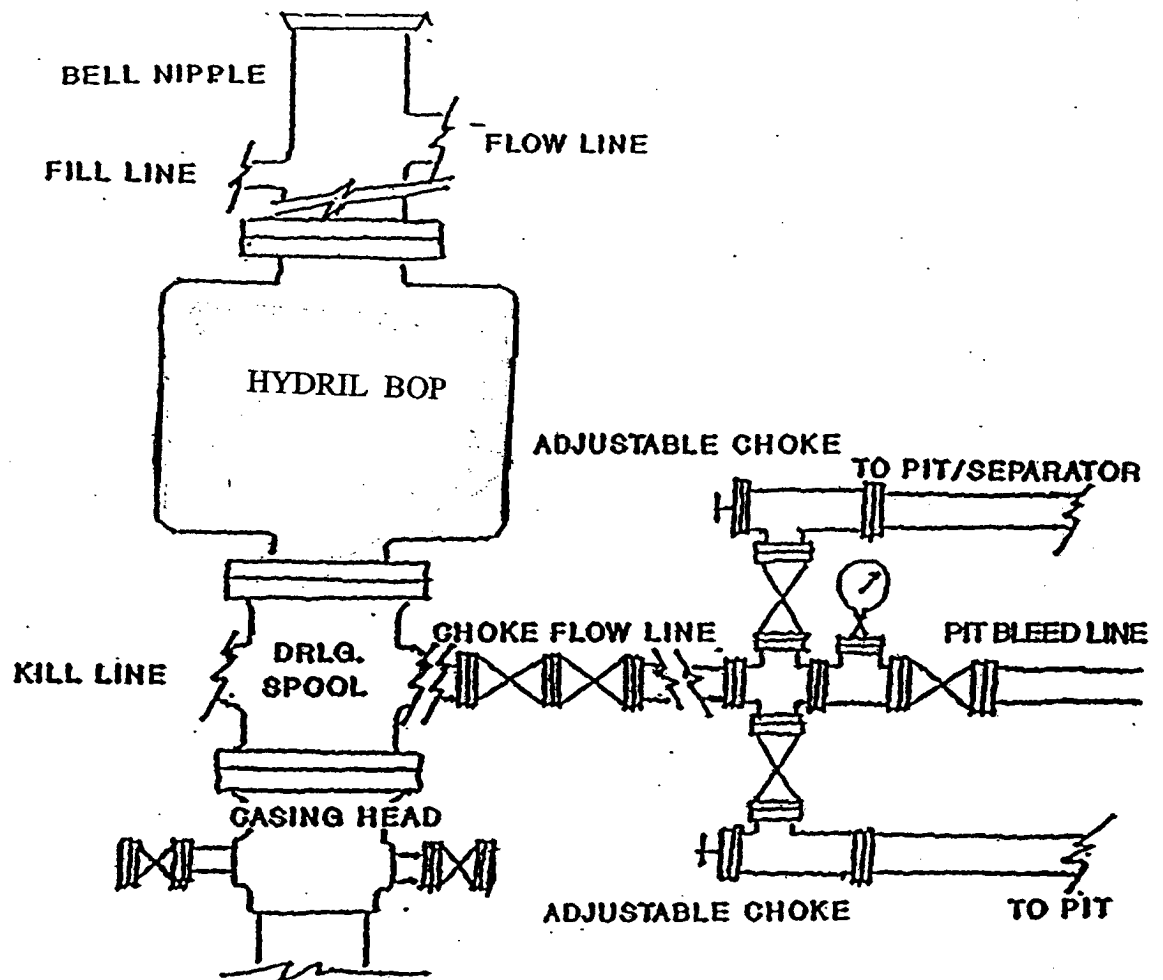 BELL NIPPLE
FLOW LINE
FILL LINE
HYDRIL BOP
ADJUSTABLE CHOKE
TO PIT/SEPARATOR
CHOKE FLOW LINE
PIT BLEED LINE
KILL LINE
DRLG.
SPOOL
CASING HEAD
ADJUSTABLE CHOKE
TO PIT